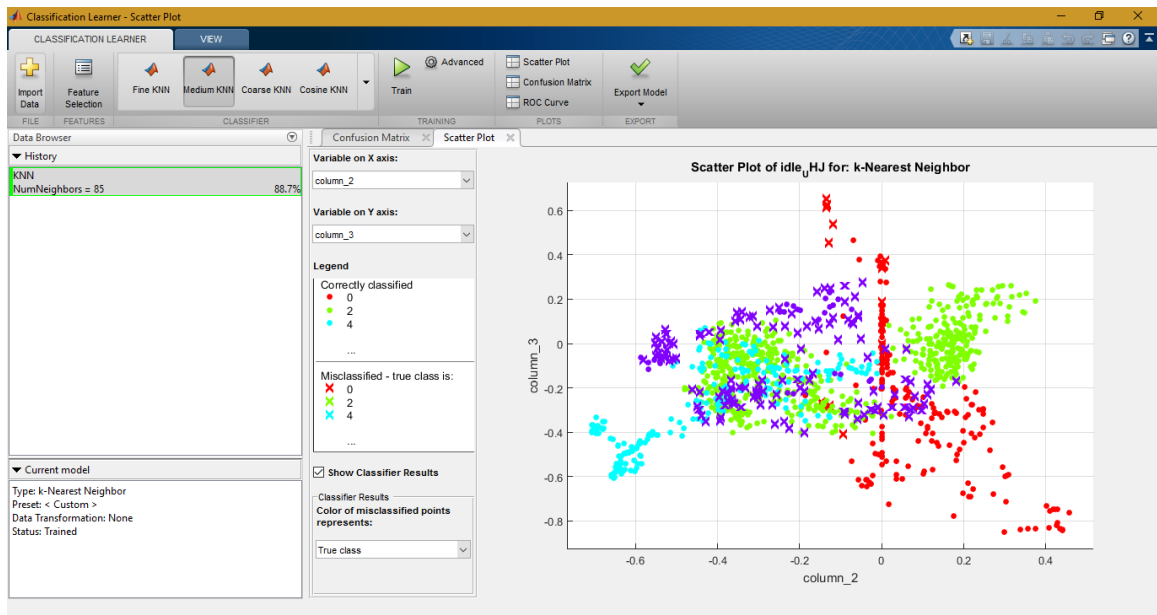 Classification Learner - Scatter Plot
CLASSIFICATION LEARNER
VIEW
Import Data
Feature Selection
Fine KNN
Medium KNN
Coarse KNN
Cosine KNN
Train
Advanced
Scatter Plot
Confusion Matrix
ROC Curve
Export Model
FILE
FEATURES
CLASSIFIER
TRAINING
PLOTS
EXPORT
Data Browser
History
KNN
NumNeighbors = 85 88.7%
Current model
Type: k-Nearest Neighbor
Preset: < Custom >
Data Transformation: None
Status: Trained
Confusion Matrix
Scatter Plot
Variable on X axis:
column_2
Variable on Y axis:
column_3
Legend
Correctly classified
0
2
4
...
Misclassified - true class is:
0
2
4
...
Show Classifier Results
Classifier Results
Color of misclassified points
represents:
True class
Scatter Plot of idle_UHJ for: k-Nearest Neighbor
column_3
0.6
0.4
0.2
0
-0.2
-0.4
-0.6
-0.8
-0.6 -0.4 -0.2 0 0.2 0.4
column_2